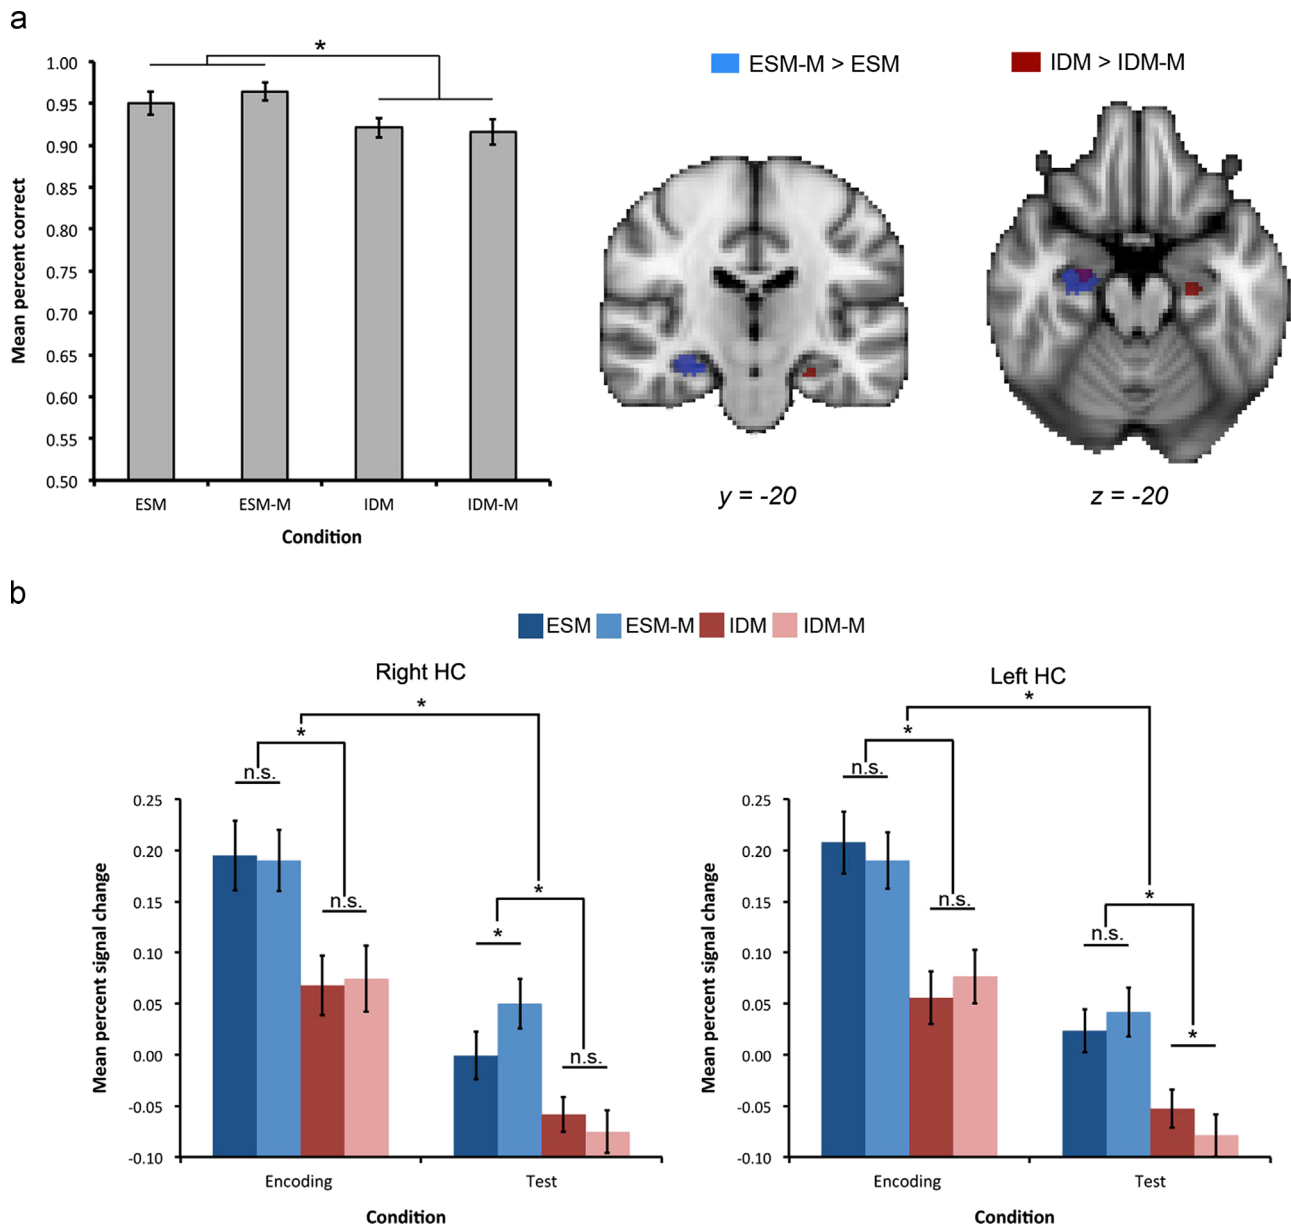 a
*
1.00
0.95
0.90
0.85
0.80
0.75
0.70
0.65
0.60
0.55
0.50
Mean percent correct
ESM ESM-M IDM IDM-M
Condition
ESM-M > ESM
IDM > IDM-M
y = -20
z = -20
b
ESM ESM-M IDM IDM-M
Right HC
*
*
n.s.
n.s.
*
*
n.s.
0.25
0.20
0.15
0.10
0.05
0.00
-0.05
-0.10
Mean percent signal change
Encoding Test
Condition
Left HC
*
*
n.s.
n.s.
*
n.s.
*
0.25
0.20
0.15
0.10
0.05
0.00
-0.05
-0.10
Mean percent signal change
Encoding Test
Condition